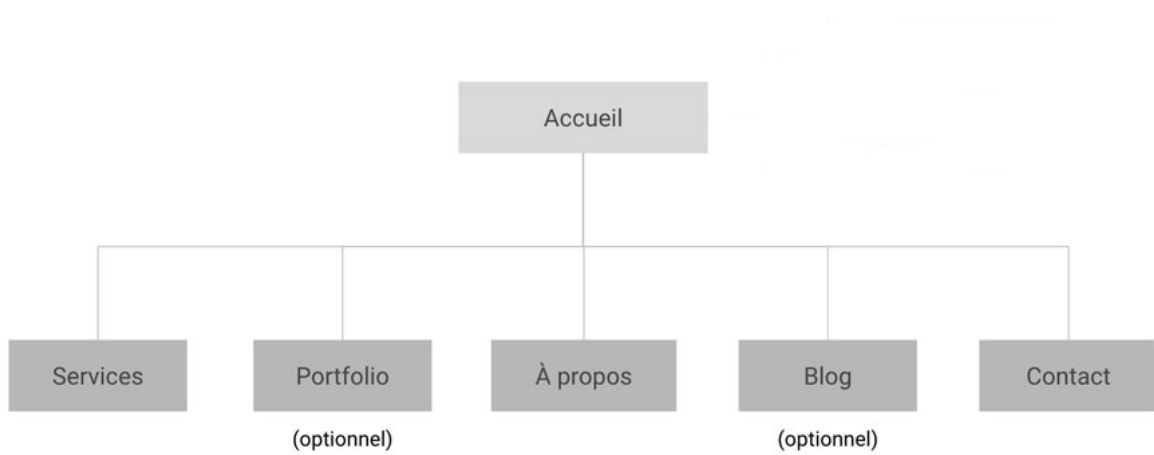 Accueil
Services
Portfolio
À propos
Blog
Contact
(optionnel)
(optionnel)